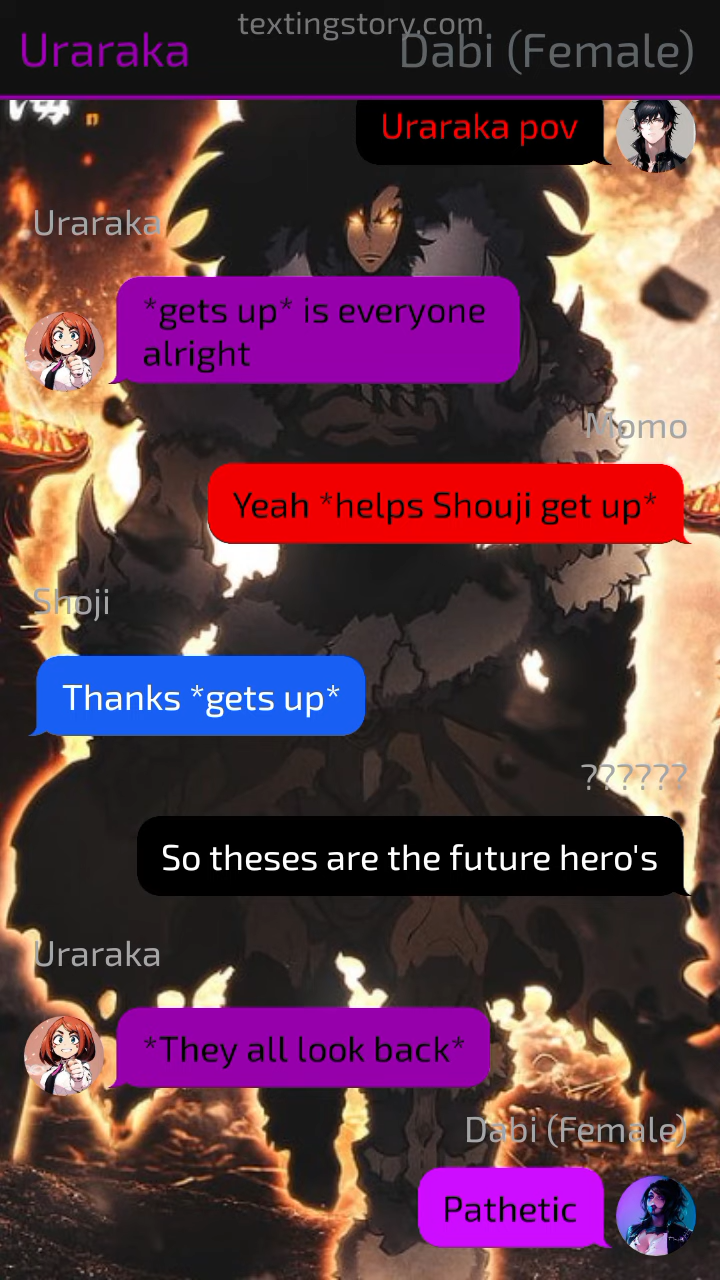 textingstory.com
Uraraka
Dabi (Female)
Uraraka pov
Uraraka
*gets up* is everyone
alright
Momo
Yeah *helps Shouji get up*
Shoji
Thanks *gets up*
??????
So theses are the future hero's
Uraraka
*They all look back*
Dabi (Female)
Pathetic